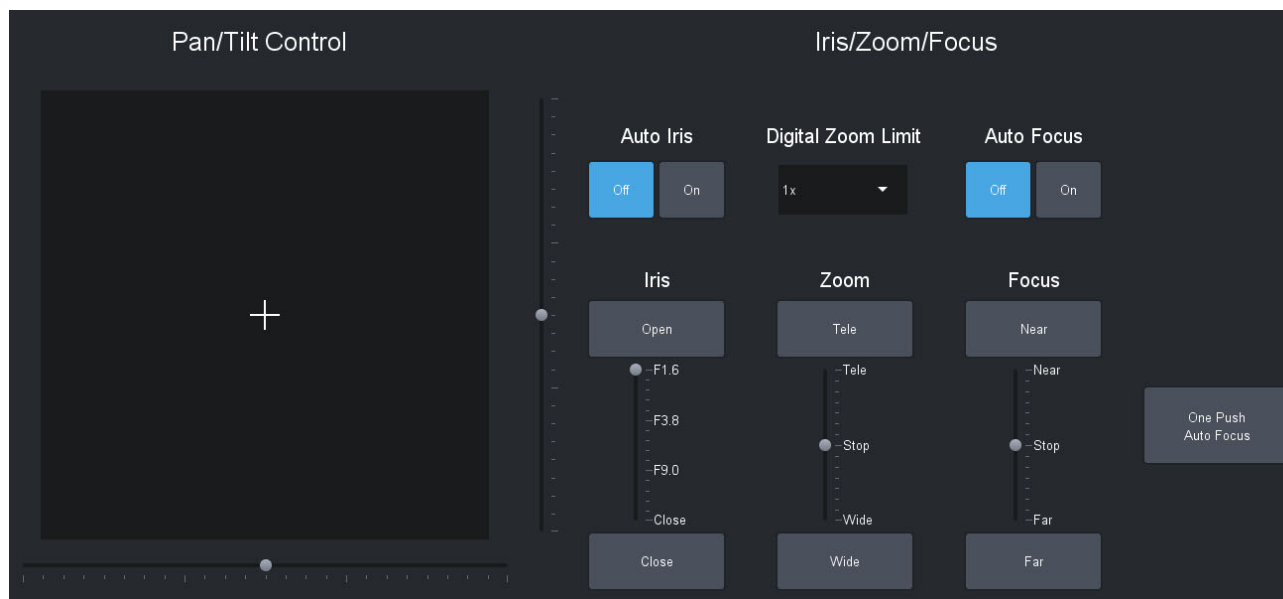 Pan/Tilt Control
Iris/Zoom/Focus
Auto Iris
Digital Zoom Limit
Auto Focus
Off
On
1x
Off
On
Iris
Zoom
Focus
Open
Tele
Near
F1.6
F3.8
F9.0
Close
Tele
Stop
Wide
Near
Stop
Far
One Push
Auto Focus
Close
Wide
Far